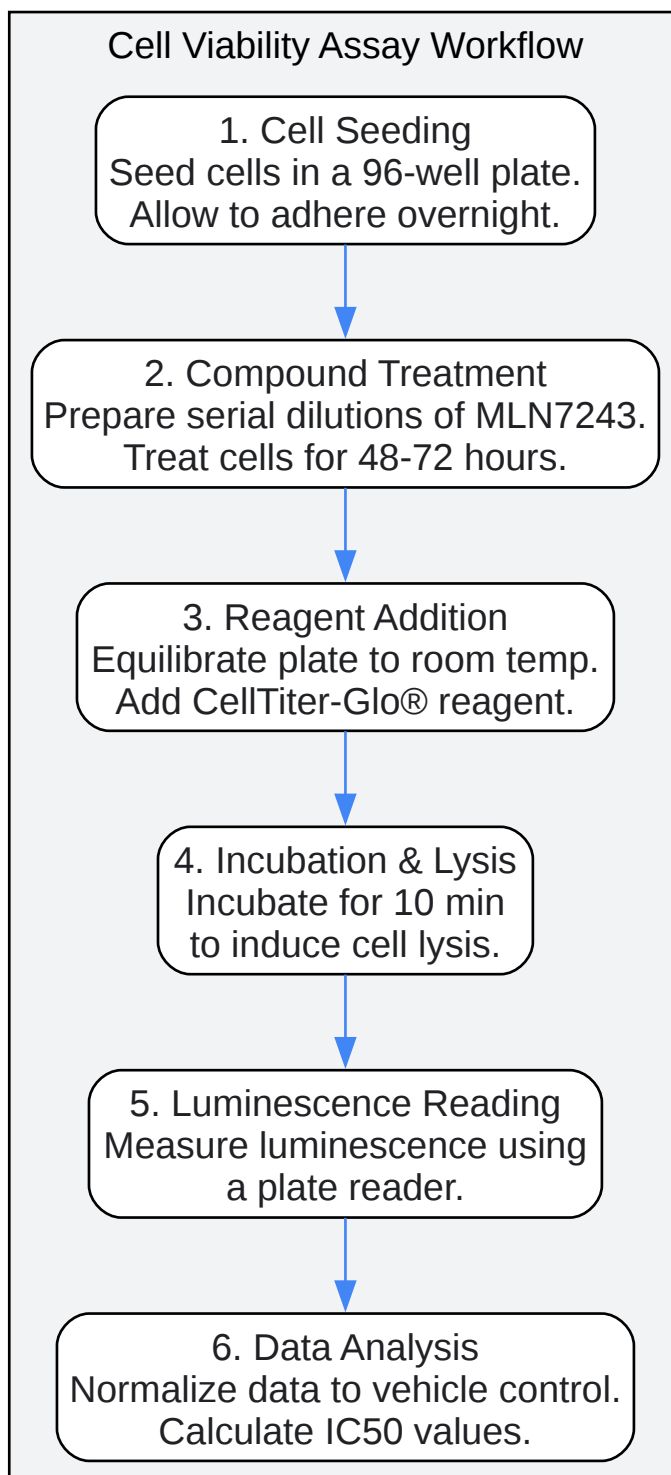 Cell Viability Assay Workflow
1. Cell Seeding
Seed cells in a 96-well plate.
Allow to adhere overnight.
2. Compound Treatment
Prepare serial dilutions of MLN7243.
Treat cells for 48-72 hours.
3. Reagent Addition
Equilibrate plate to room temp.
Add CellTiter-Glo® reagent.
4. Incubation & Lysis
Incubate for 10 min
to induce cell lysis.
5. Luminescence Reading
Measure luminescence using
a plate reader.
6. Data Analysis
Normalize data to vehicle control.
Calculate IC50 values.